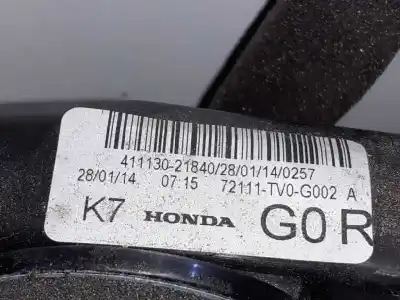 411130-21840/28/01/14/0257
28/01/14 07:15 72111-TV0-G002 A
K7 HONDA G0 R